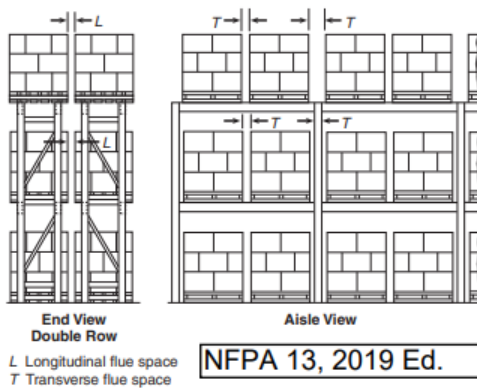 L
T
T
L
T
T
End View
Double Row
Aisle View
L Longitudinal flue space
T Transverse flue space
NFPA 13, 2019 Ed.